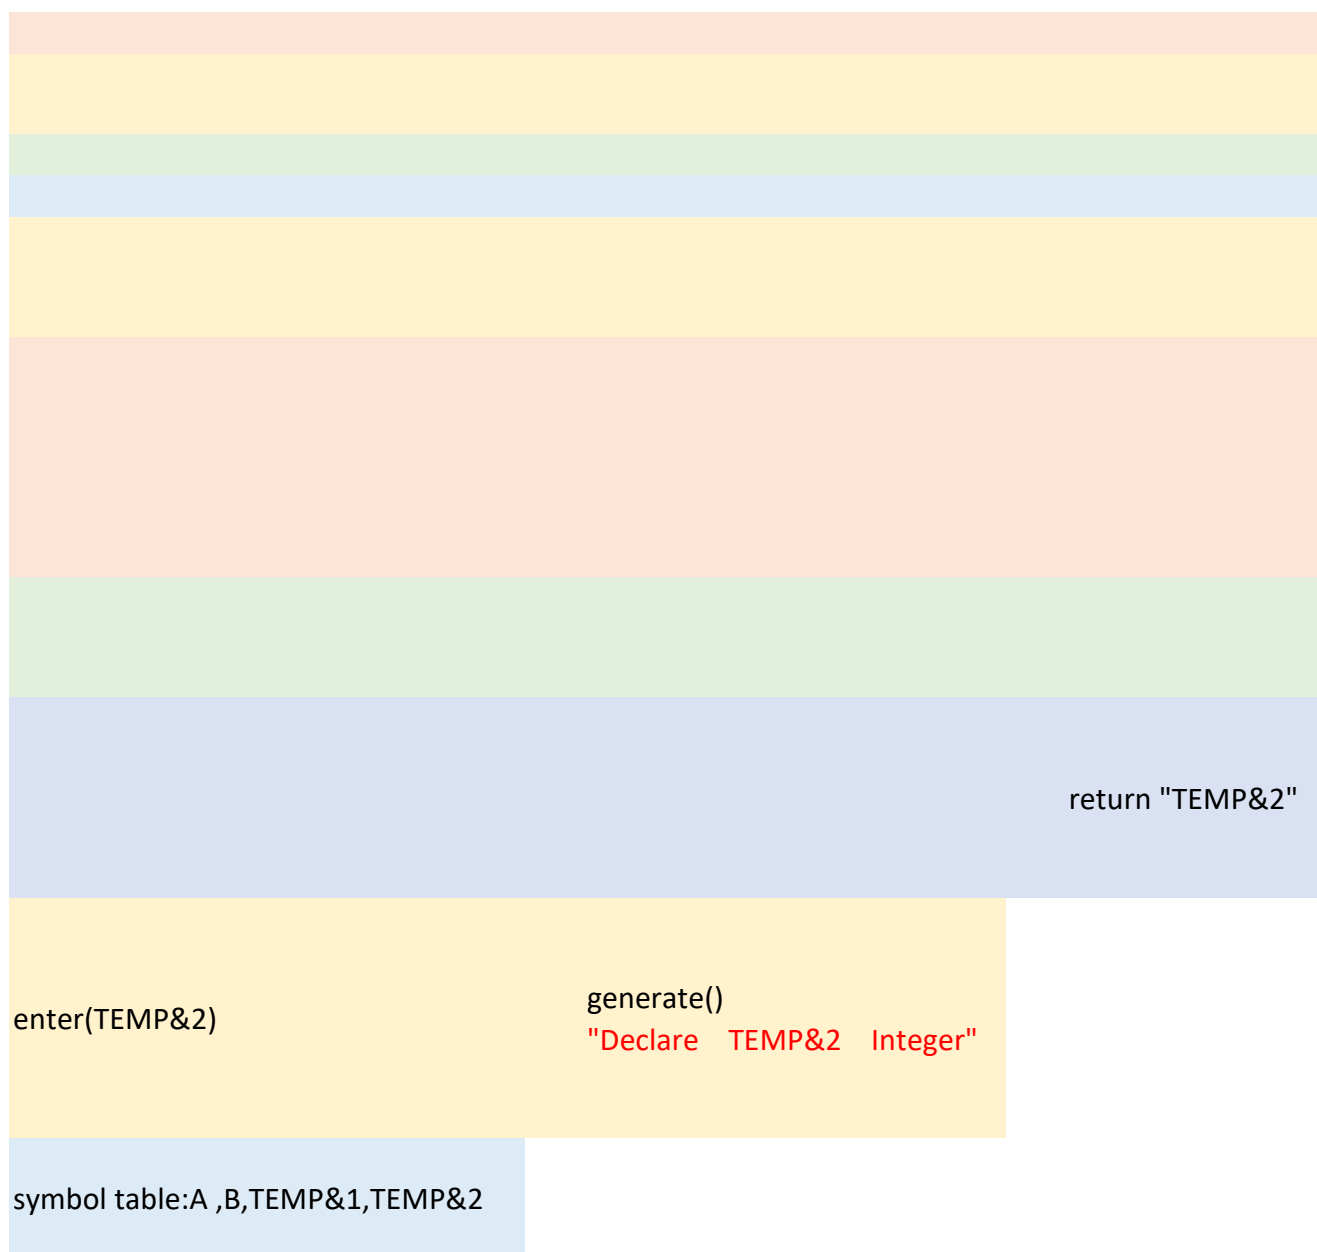 return "TEMP&2"
enter(TEMP&2)
generate()
"Declare TEMP&2 Integer"
symbol table:A ,B,TEMP&1,TEMP&2